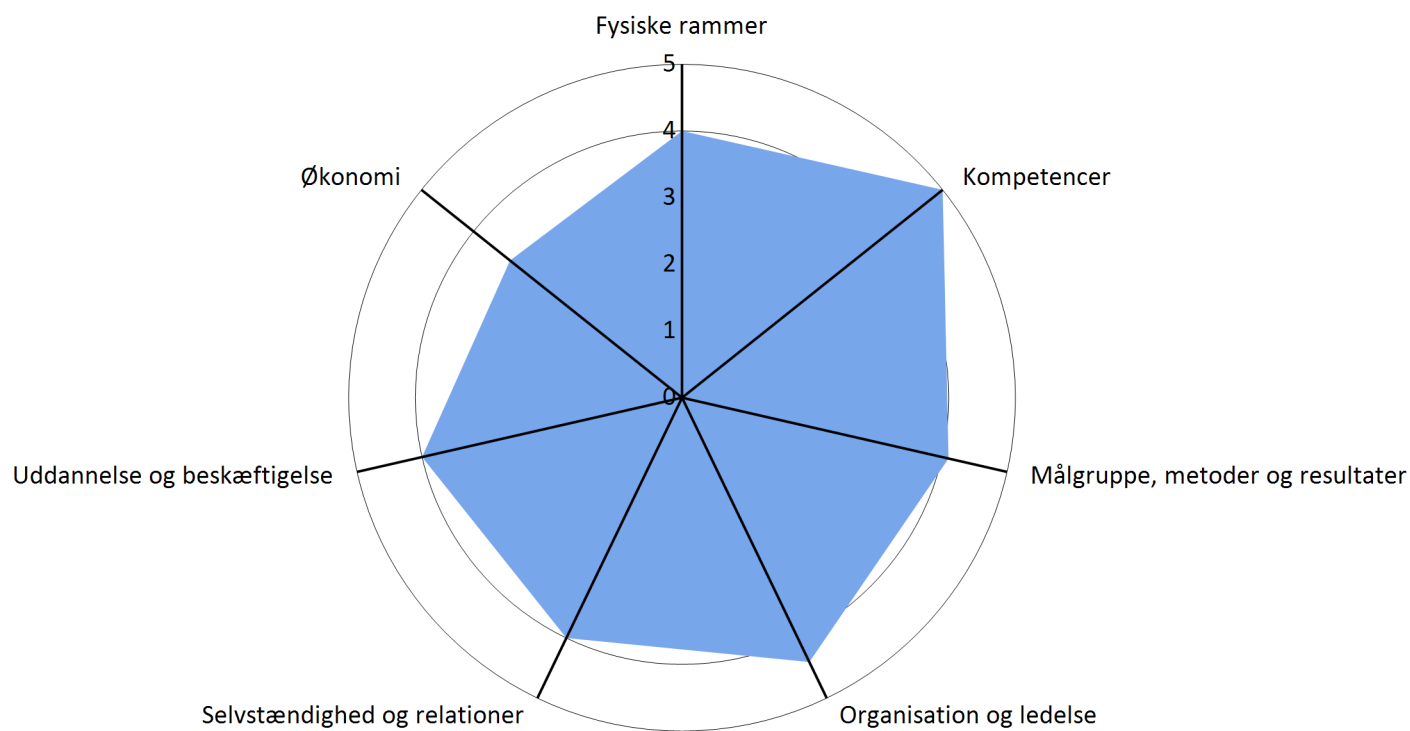 Fysiske rammer
5
4
3
2
1
0
Økonomi
Kompetencer
Uddannelse og beskæftigelse
Målgruppe, metoder og resultater
Selvstændighed og relationer
Organisation og ledelse